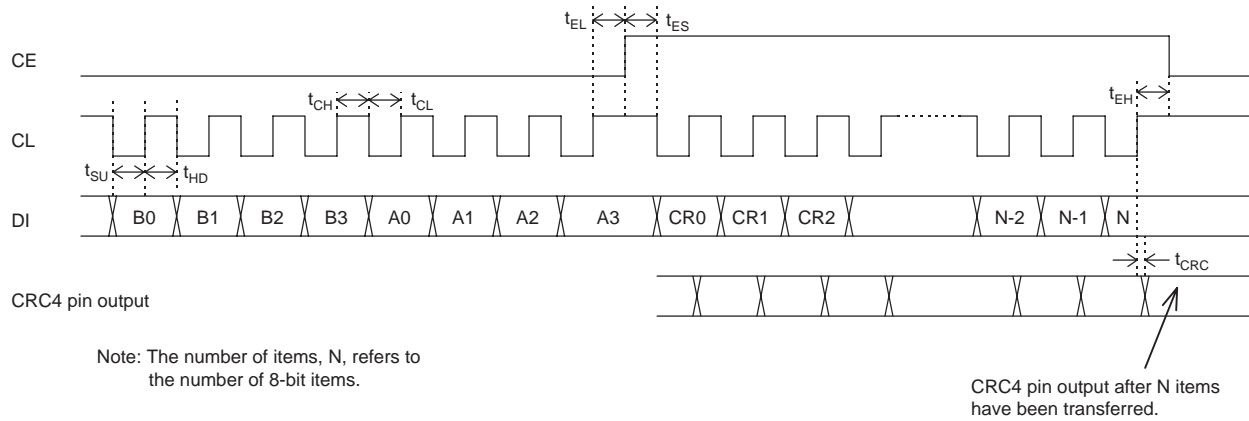 tEL tES
CE
tCH tCL tEH
CL
tSU tHD
DI B0 B1 B2 B3 A0 A1 A2 A3 CR0 CR1 CR2 N-2 N-1 N
tCRC
CRC4 pin output
Note: The number of items, N, refers to
the number of 8-bit items.
CRC4 pin output after N items
have been transferred.